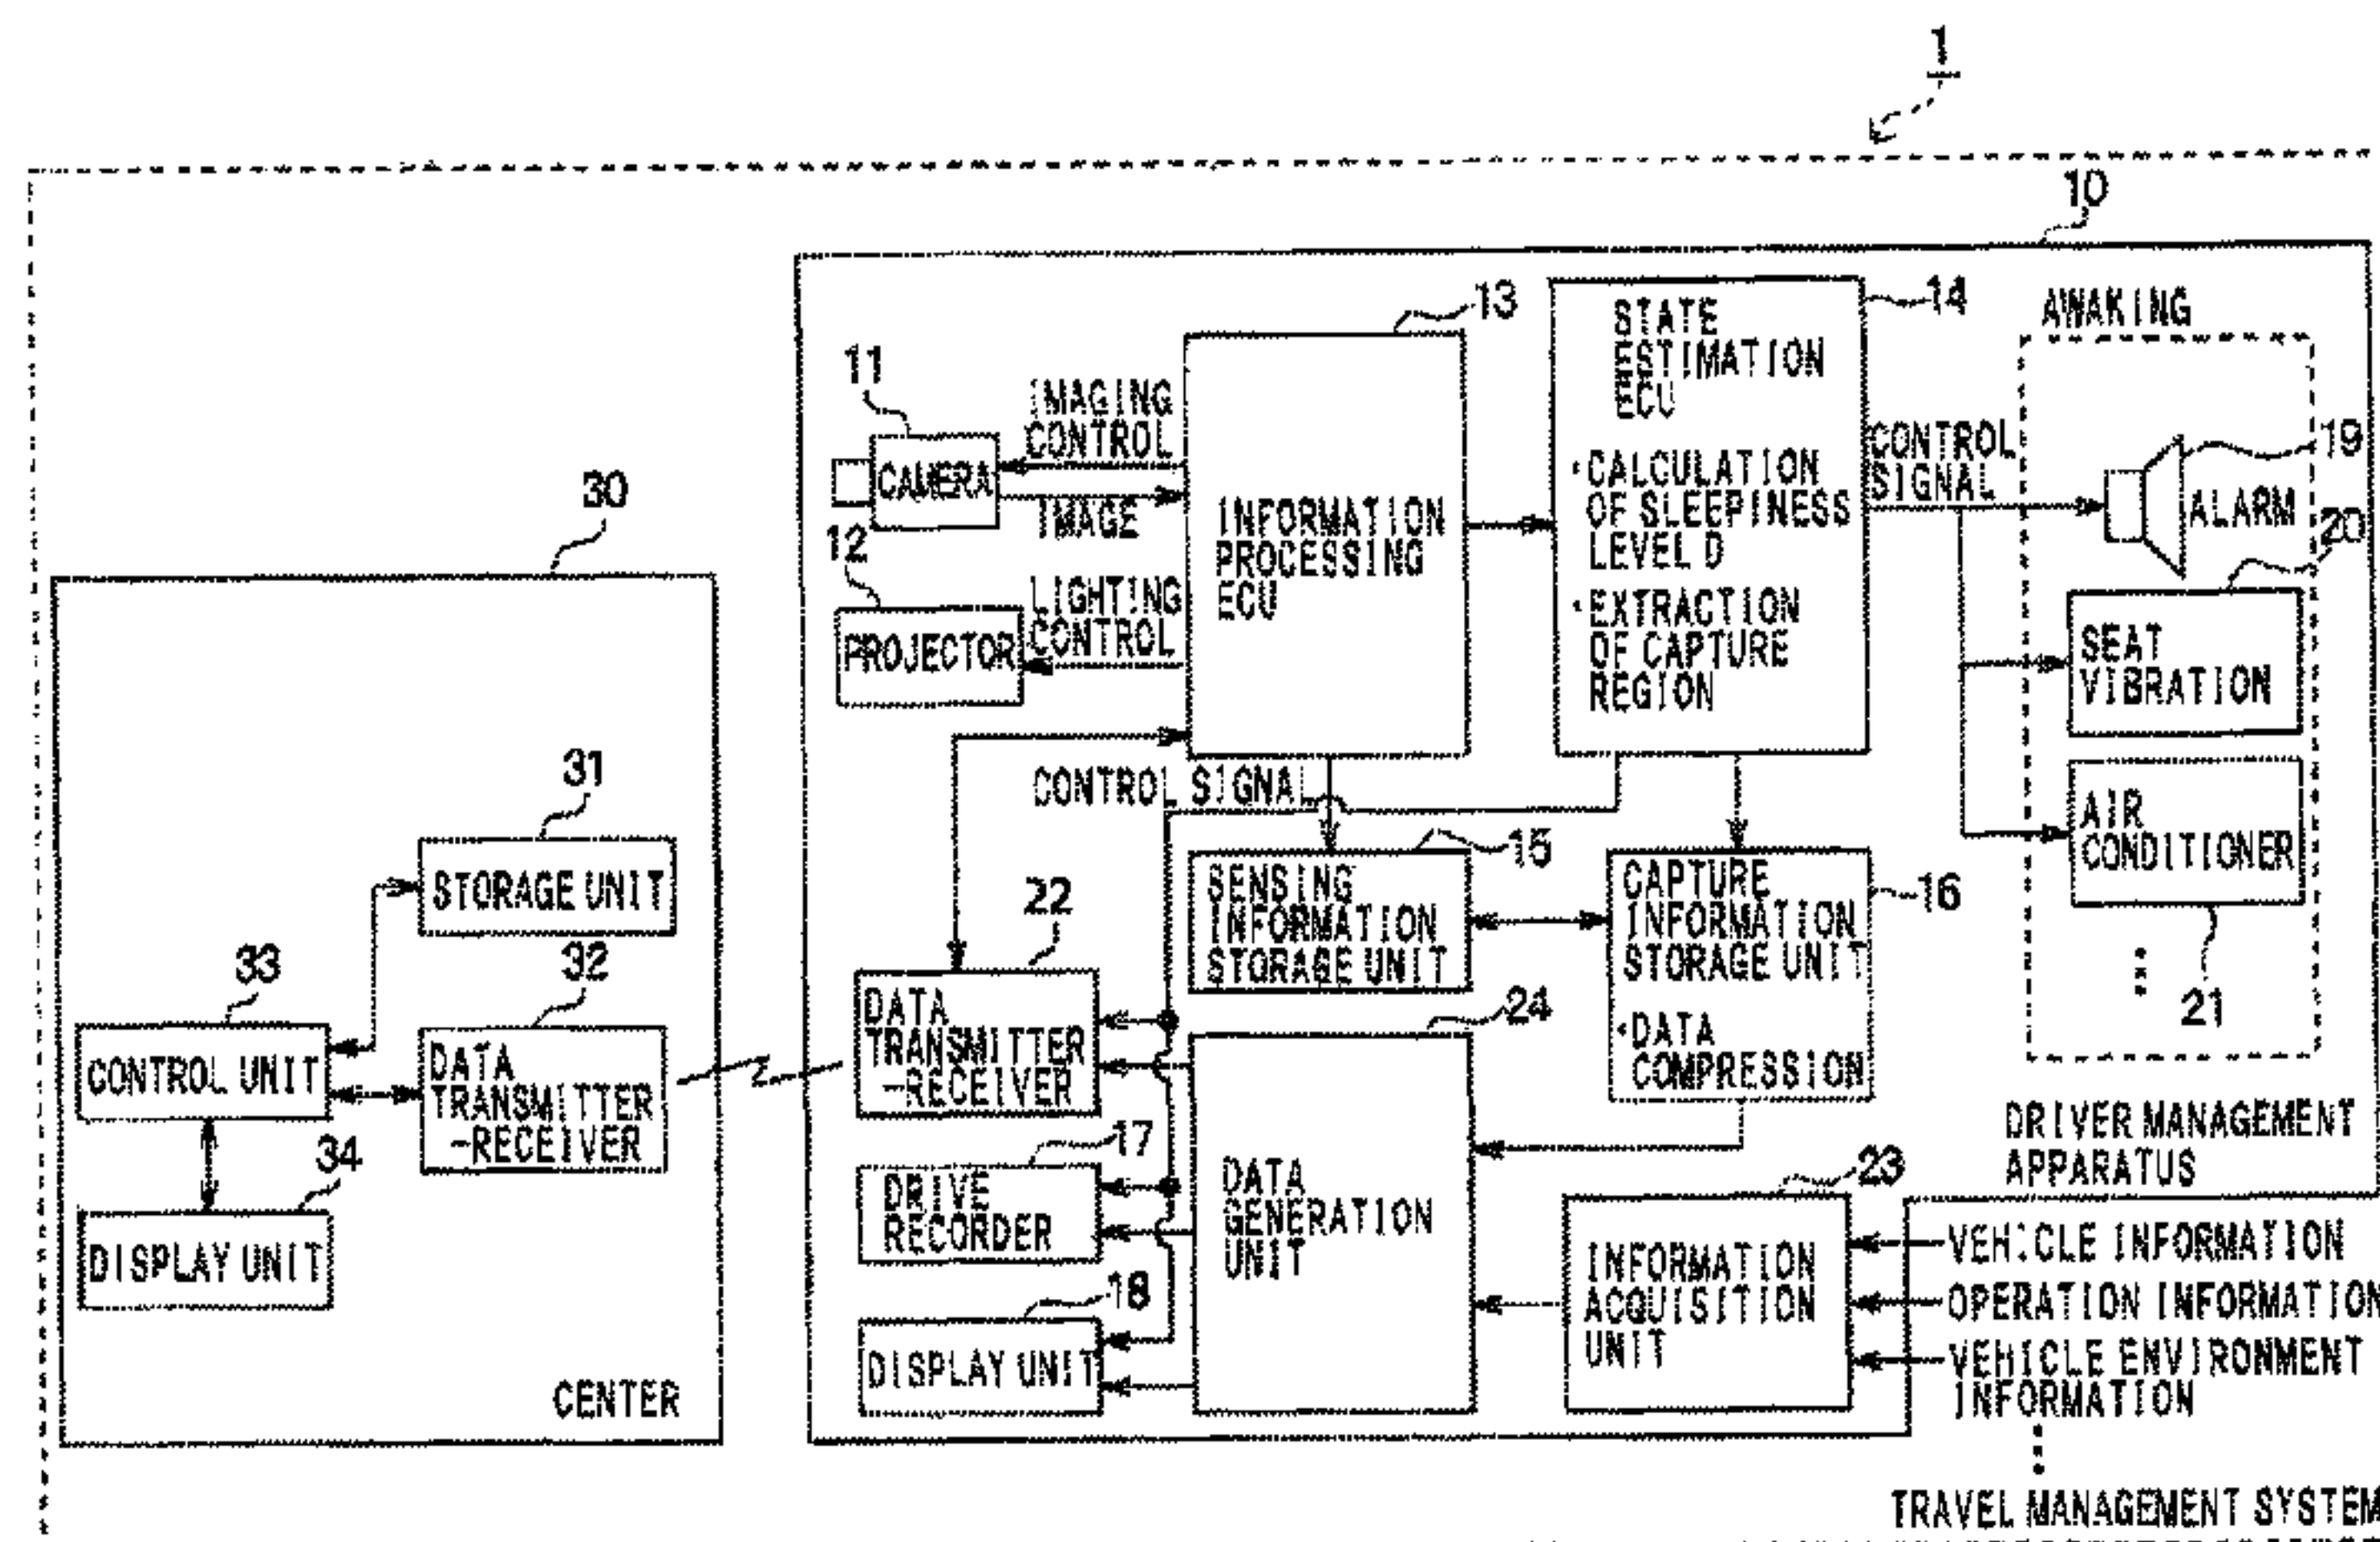 1
10
13
14
AWAKING
STATE
ESTIMATION
ECU
11
IMAGING
CONTROL
CAMERA
IMAGE
CONTROL
SIGNAL
19
ALARM
・CALCULATION
OF SLEEPINESS
LEVEL D
INFORMATION
PROCESSING
ECU
30
12
LIGHTING
CONTROL
PROJECTOR
・EXTRACTION
OF CAPTURE
REGION
20
SEAT
VIBRATION
CONTROL SIGNAL
AIR
CONDITIONER
21
31
STORAGE UNIT
15
SENSING
INFORMATION
STORAGE UNIT
CAPTURE
INFORMATION
STORAGE UNIT
・DATA
COMPRESSION
16
33
CONTROL UNIT
32
DATA
TRANSMITTER
-RECEIVER
22
DATA
TRANSMITTER
-RECEIVER
24
DATA
GENERATION
UNIT
34
DISPLAY UNIT
17
DRIVE
RECORDER
18
DISPLAY UNIT
CENTER
DRIVER MANAGEMENT
APPARATUS
23
INFORMATION
ACQUISITION
UNIT
VEHICLE INFORMATION
OPERATION INFORMATION
VEHICLE ENVIRONMENT
INFORMATION
TRAVEL MANAGEMENT SYSTEM